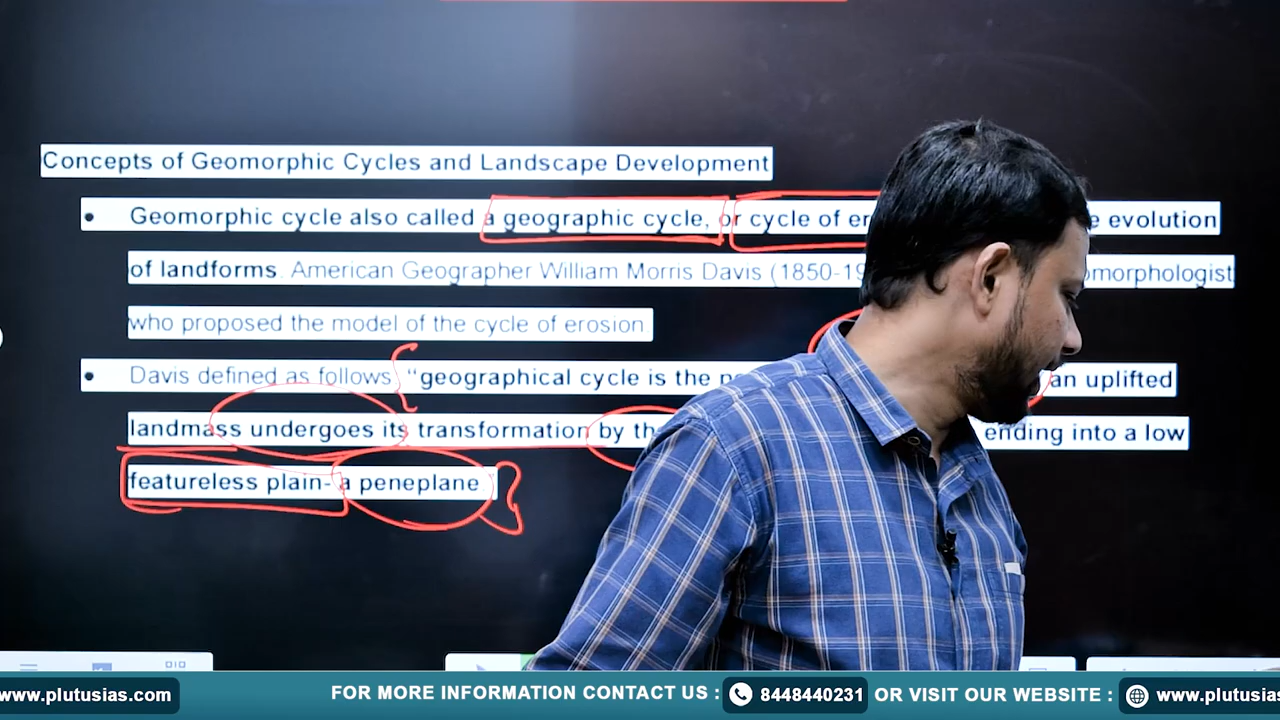 Concepts of Geomorphic Cycles and Landscape Development
• Geomorphic cycle also called a geographic cycle, or cycle of evolution
of landforms. American Geographer William Morris Davis (1850-19
who proposed the model of the cycle of erosion
• Davis defined as follows "geographical cycle is the an uplifted
landmass undergoes its transformation by ending into a low
featureless plain- a peneplane
www.plutusias.com FOR MORE INFORMATION CONTACT US : 8448440231 OR VISIT OUR WEBSITE : www.plutusias